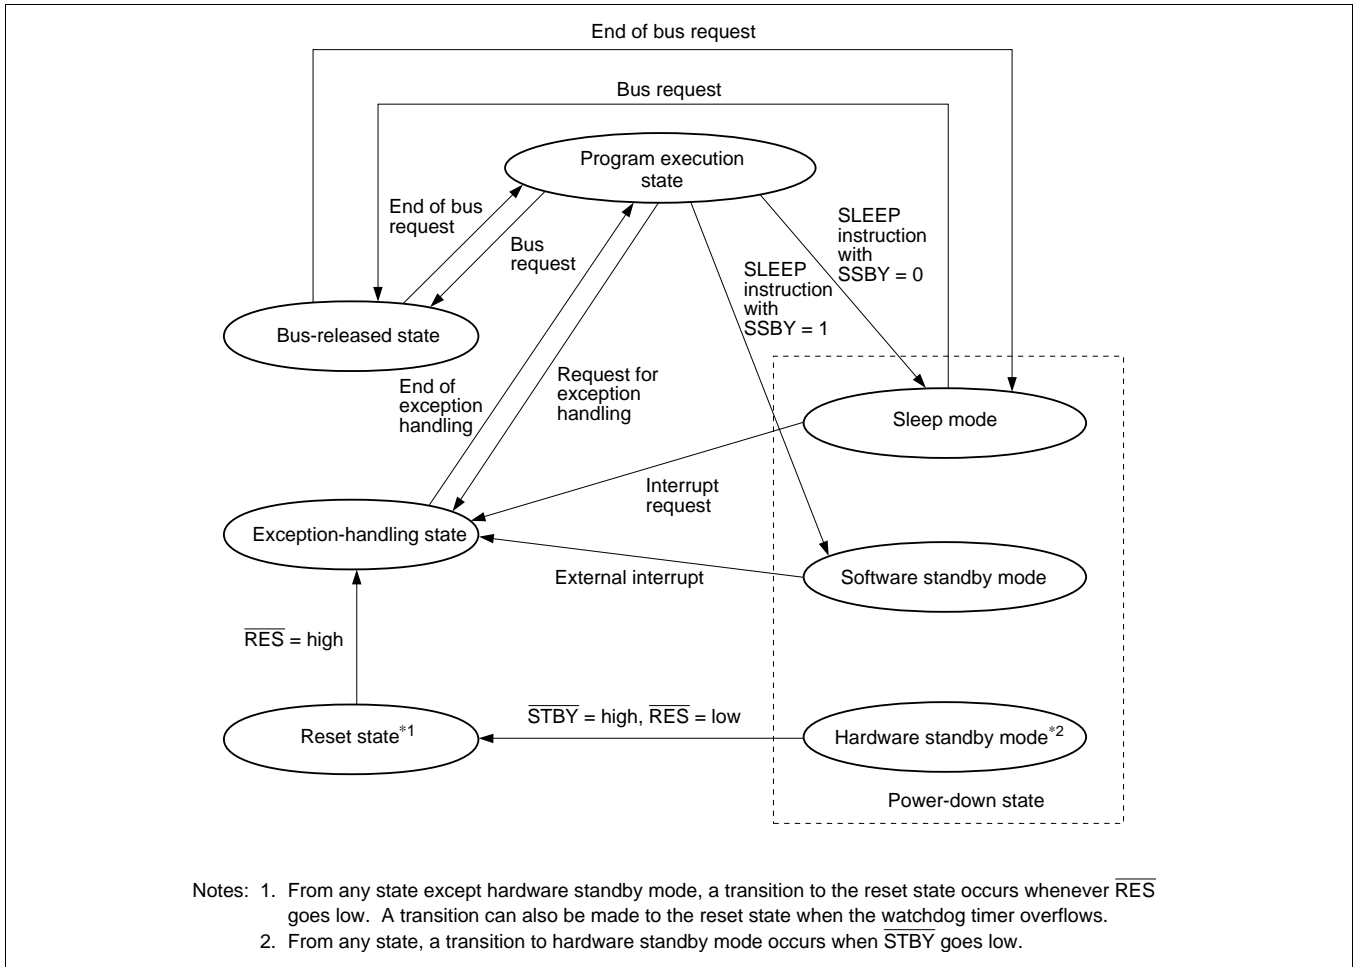 End of bus request
Bus request
Program execution
state
End of bus
request
Bus
request
SLEEP
instruction
with
SSBY = 0
SLEEP
instruction
with
SSBY = 1
Bus-released state
End of
exception
handling
Request for
exception
handling
Sleep mode
Interrupt
request
Exception-handling state
External interrupt
Software standby mode
R̅E̅S̅ = high
S̅T̅B̅Y̅ = high, R̅E̅S̅ = low
Reset state*1
Hardware standby mode*2
Power-down state
Notes: 1. From any state except hardware standby mode, a transition to the reset state occurs whenever R̅E̅S̅
goes low. A transition can also be made to the reset state when the watchdog timer overflows.
2. From any state, a transition to hardware standby mode occurs when S̅T̅B̅Y̅ goes low.